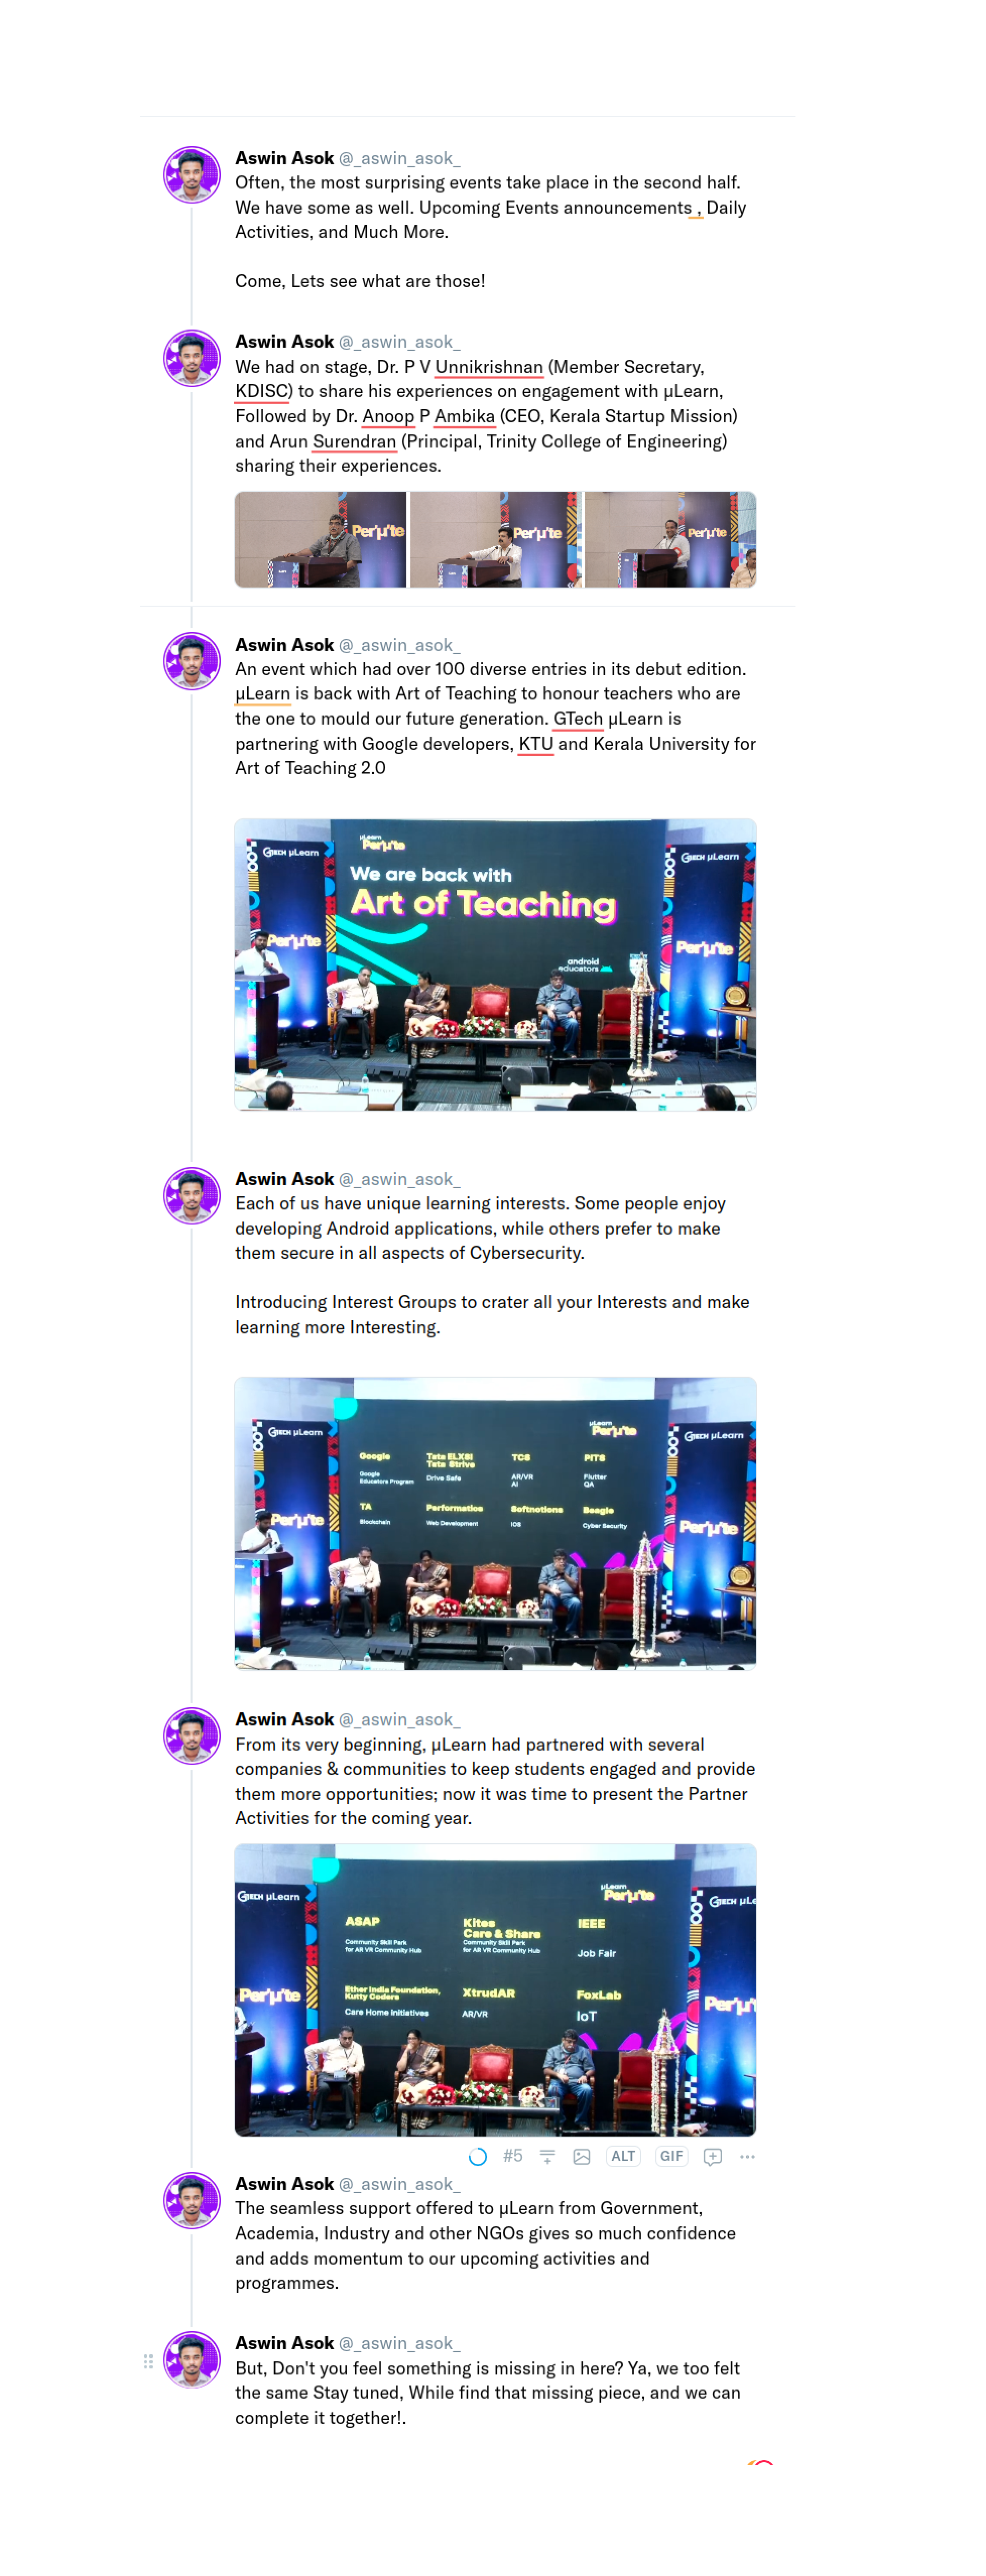 Aswin Asok @_aswin_asok_
Often, the most surprising events take place in the second half.
We have some as well. Upcoming Events announcements , Daily
Activities, and Much More.
Come, Lets see what are those!
Aswin Asok @_aswin_asok_
We had on stage, Dr. P V Unnikrishnan (Member Secretary,
KDISC) to share his experiences on engagement with µLearn,
Followed by Dr. Anoop P Ambika (CEO, Kerala Startup Mission)
and Arun Surendran (Principal, Trinity College of Engineering)
sharing their experiences.
Per'µ'te
Per'µ'te
Per'µ'te
Aswin Asok @_aswin_asok_
An event which had over 100 diverse entries in its debut edition.
µLearn is back with Art of Teaching to honour teachers who are
the one to mould our future generation. GTech µLearn is
partnering with Google developers, KTU and Kerala University for
Art of Teaching 2.0
µLearn
Per'µ'te
GTECH µLearn
GTECH µLearn
We are back with
Art of Teaching
Per'µ'te
Per'µ'te
android
educators
Aswin Asok @_aswin_asok_
Each of us have unique learning interests. Some people enjoy
developing Android applications, while others prefer to make
them secure in all aspects of Cybersecurity.
Introducing Interest Groups to crater all your Interests and make
learning more Interesting.
µLearn
Per'µ'te
GTECH µLearn
GTECH µLearn
Google
Tata ELXSI
Tata Strive
TCS
PITS
Google
Educators Program
Drive Safe
AR/VR
AI
Flutter
QA
TA
Performatics
Softnotions
Beagle
Blockchain
Web Development
iOS
Cyber Security
Per'µ'te
Per'µ'te
Aswin Asok @_aswin_asok_
From its very beginning, µLearn had partnered with several
companies & communities to keep students engaged and provide
them more opportunities; now it was time to present the Partner
Activities for the coming year.
µLearn
Per'µ'te
GTECH µLearn
GTECH µLe
ASAP
Kites
Care & Share
IEEE
Community Skill Park
for AR VR Community Hub
Community Skill Park
for AR VR Community Hub
Job Fair
Ether India Foundation,
Kutty Coders
XtrudAR
FoxLab
Care Home Initiatives
AR/VR
IoT
Per'µ'te
Per'µ't
#5
ALT
GIF
Aswin Asok @_aswin_asok_
The seamless support offered to µLearn from Government,
Academia, Industry and other NGOs gives so much confidence
and adds momentum to our upcoming activities and
programmes.
Aswin Asok @_aswin_asok_
But, Don't you feel something is missing in here? Ya, we too felt
the same Stay tuned, While find that missing piece, and we can
complete it together!.